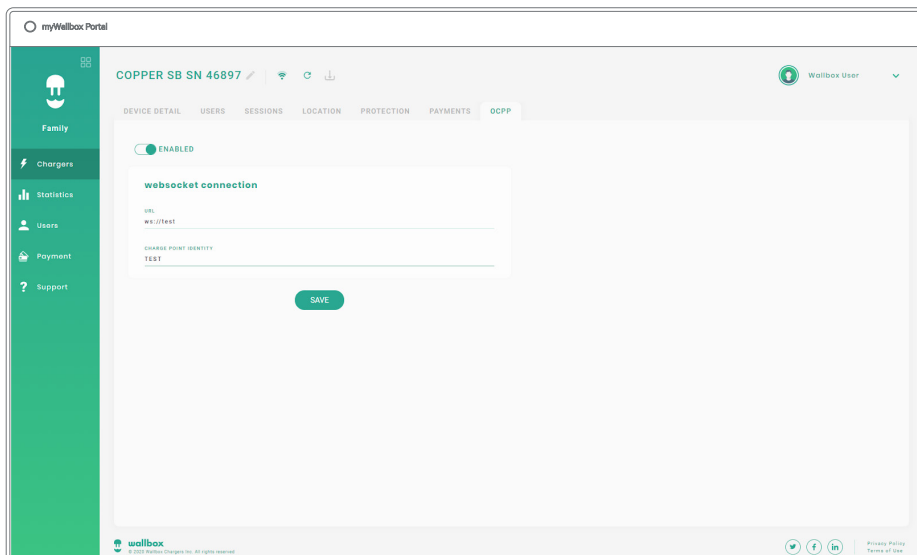 myWallbox Portal
COPPER SB SN 46897
Wallbox User
Family
DEVICE DETAIL USERS SESSIONS LOCATION PROTECTION PAYMENTS OCPP
Chargers
Statistics
Users
Payment
Support
ENABLED
websocket connection
URL
ws://test
CHARGE POINT IDENTITY
TEST
SAVE
wallbox
© 2020 Wallbox Chargers Inc. All rights reserved
Privacy Policy
Terms of Use